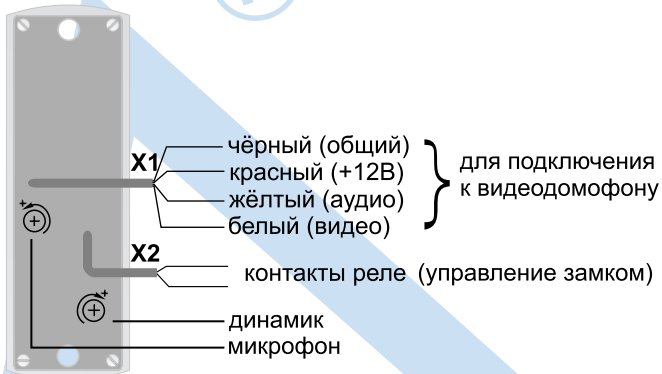 X1
чёрный (общий)
красный (+12В)
жёлтый (аудио)
белый (видео)
для подключения
к видеодомофону
X2
контакты реле (управление замком)
динамик
микрофон